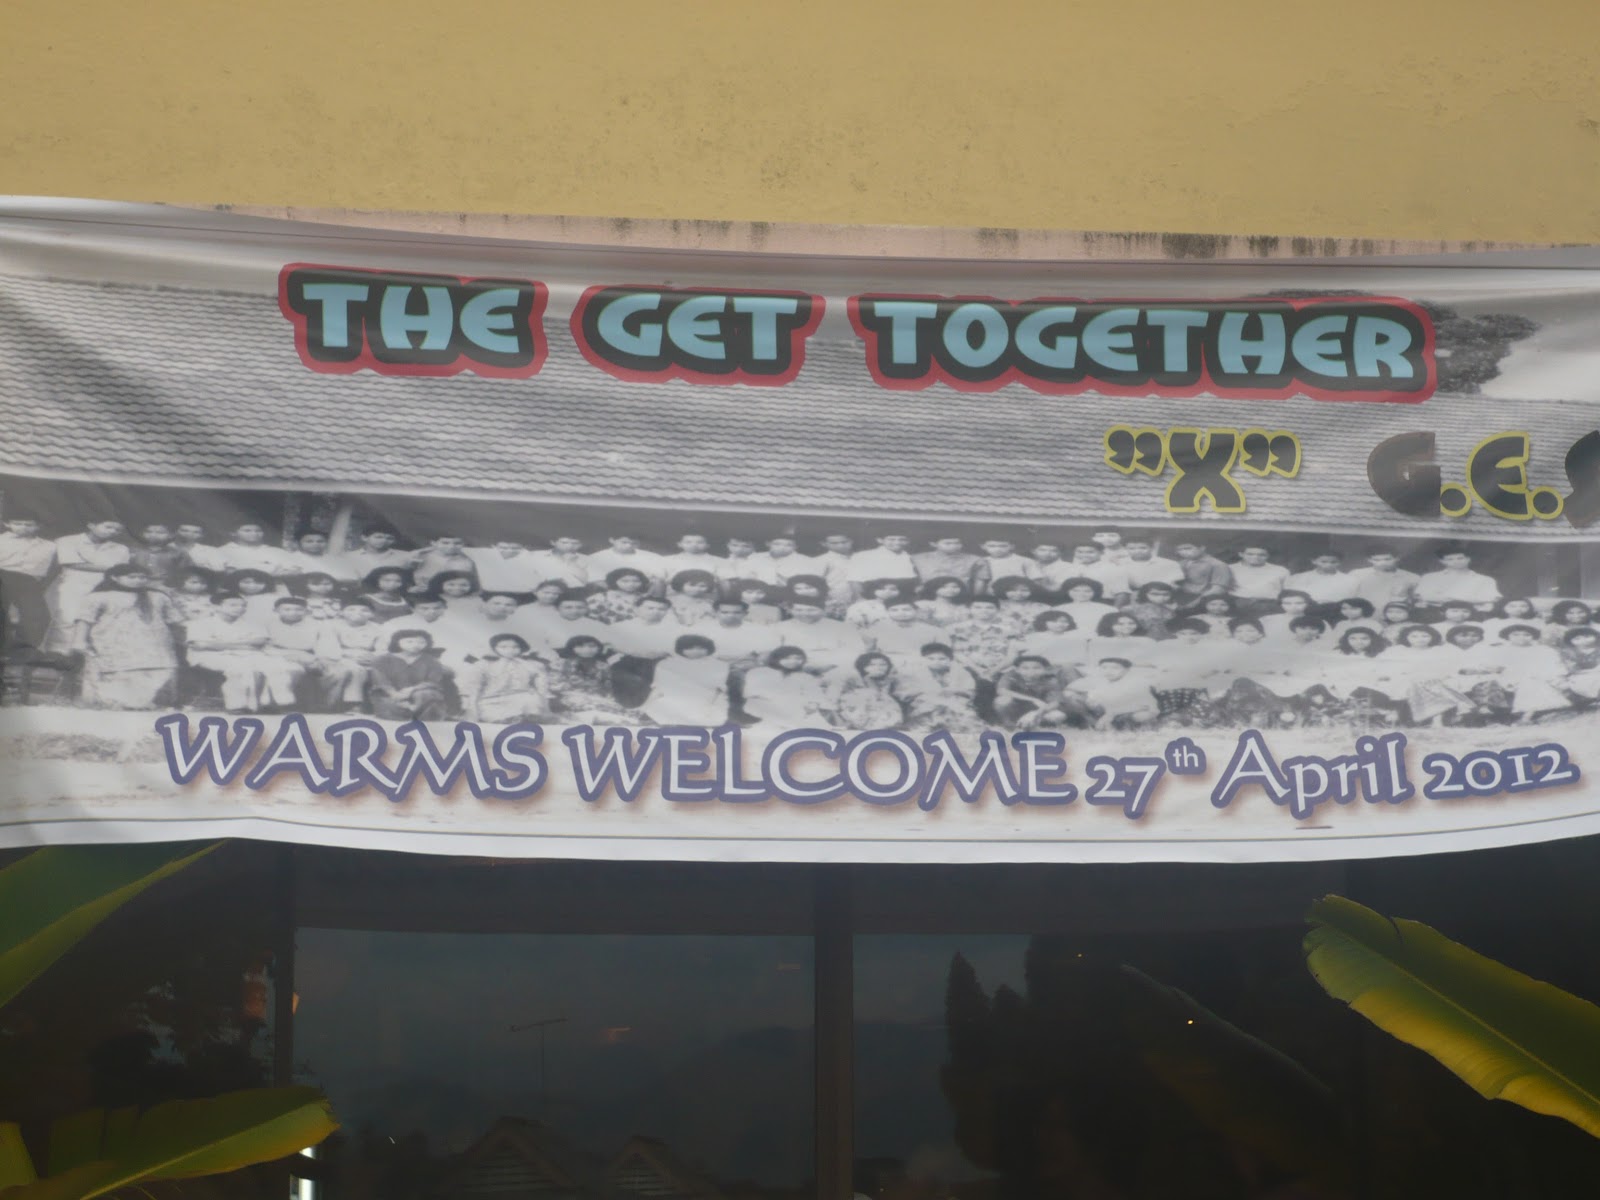 THE GET TOGETHER
"X" G.E.S
WARMS WELCOME 27th April 2012